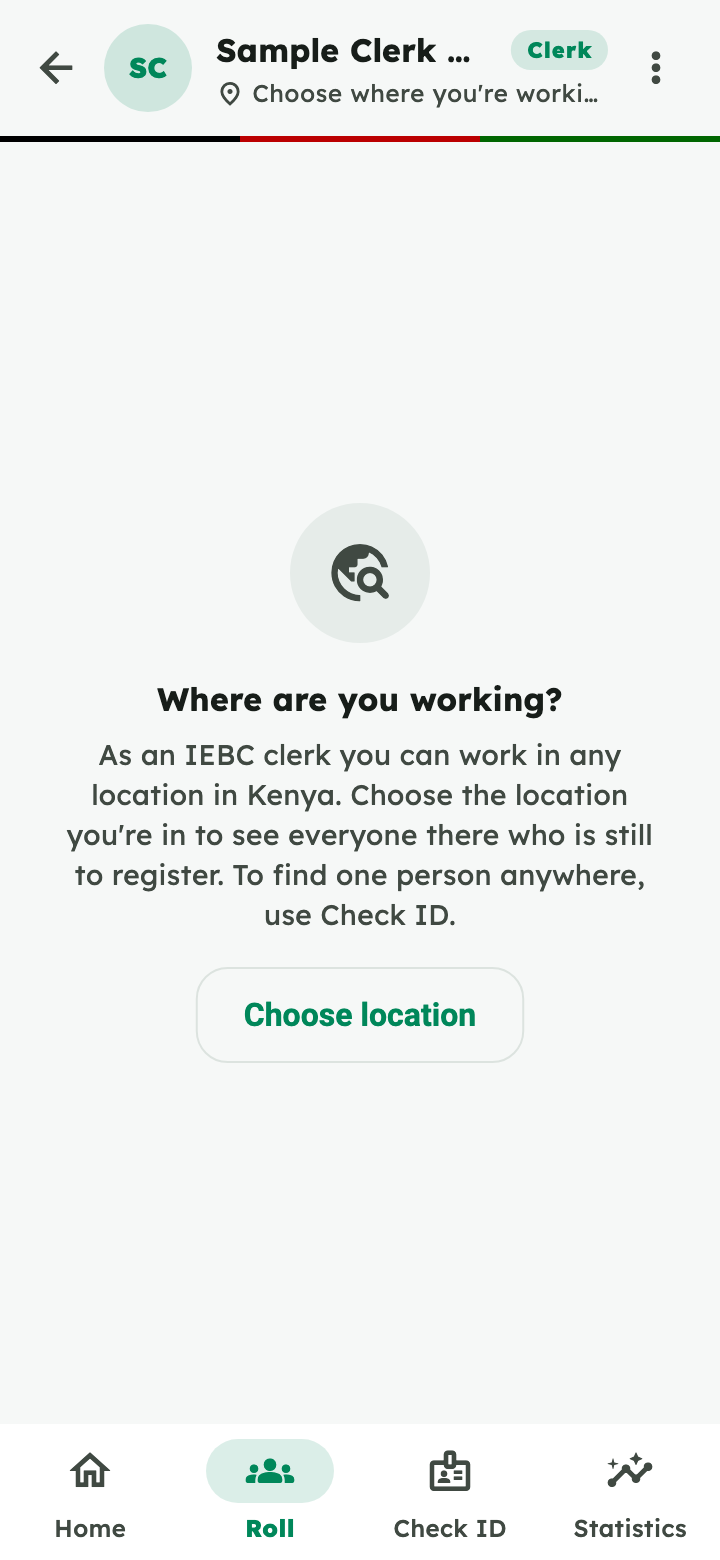 SC
Sample Clerk ...
Clerk
Choose where you're worki...
Where are you working?
As an IEBC clerk you can work in any
location in Kenya. Choose the location
you're in to see everyone there who is still
to register. To find one person anywhere,
use Check ID.
Choose location
Home
Roll
Check ID
Statistics